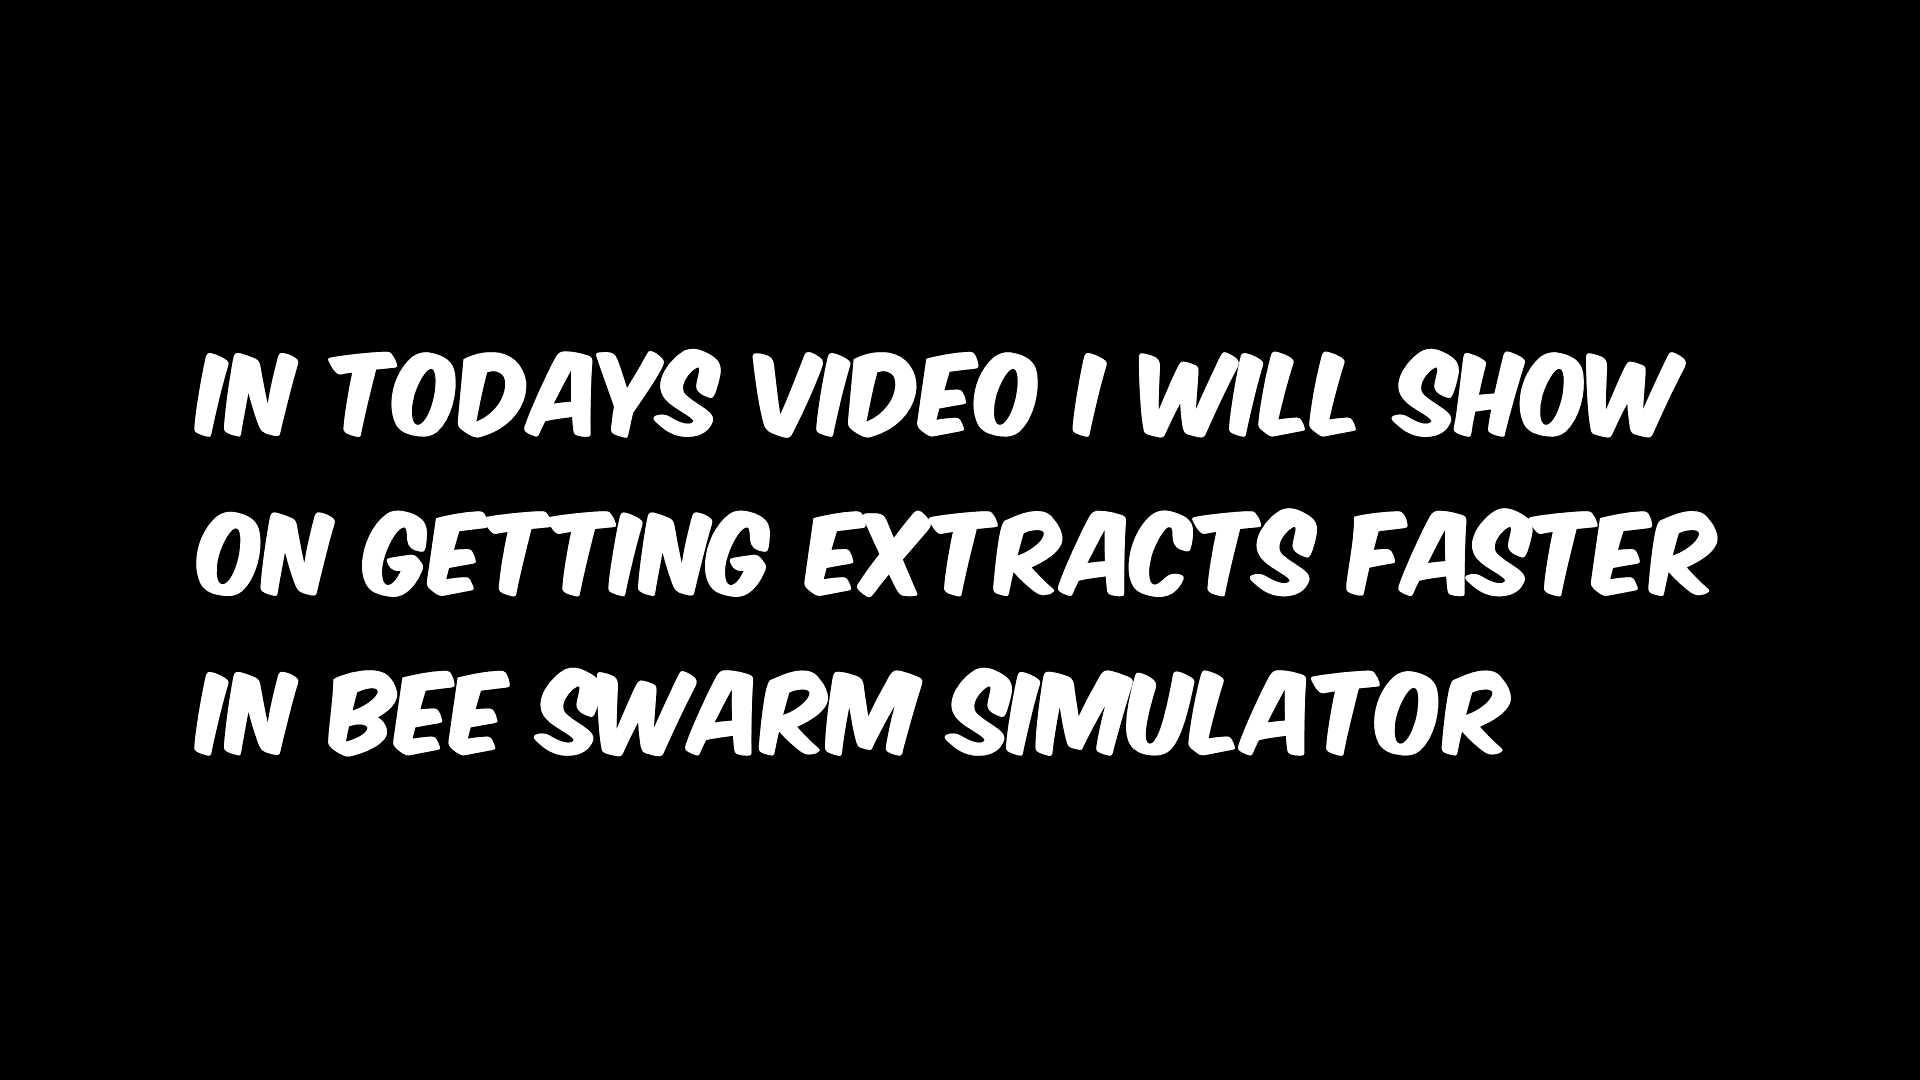 IN TODAYS VIDEO I WILL SHOW
ON GETTING EXTRACTS FASTER
IN BEE SWARM SIMULATOR